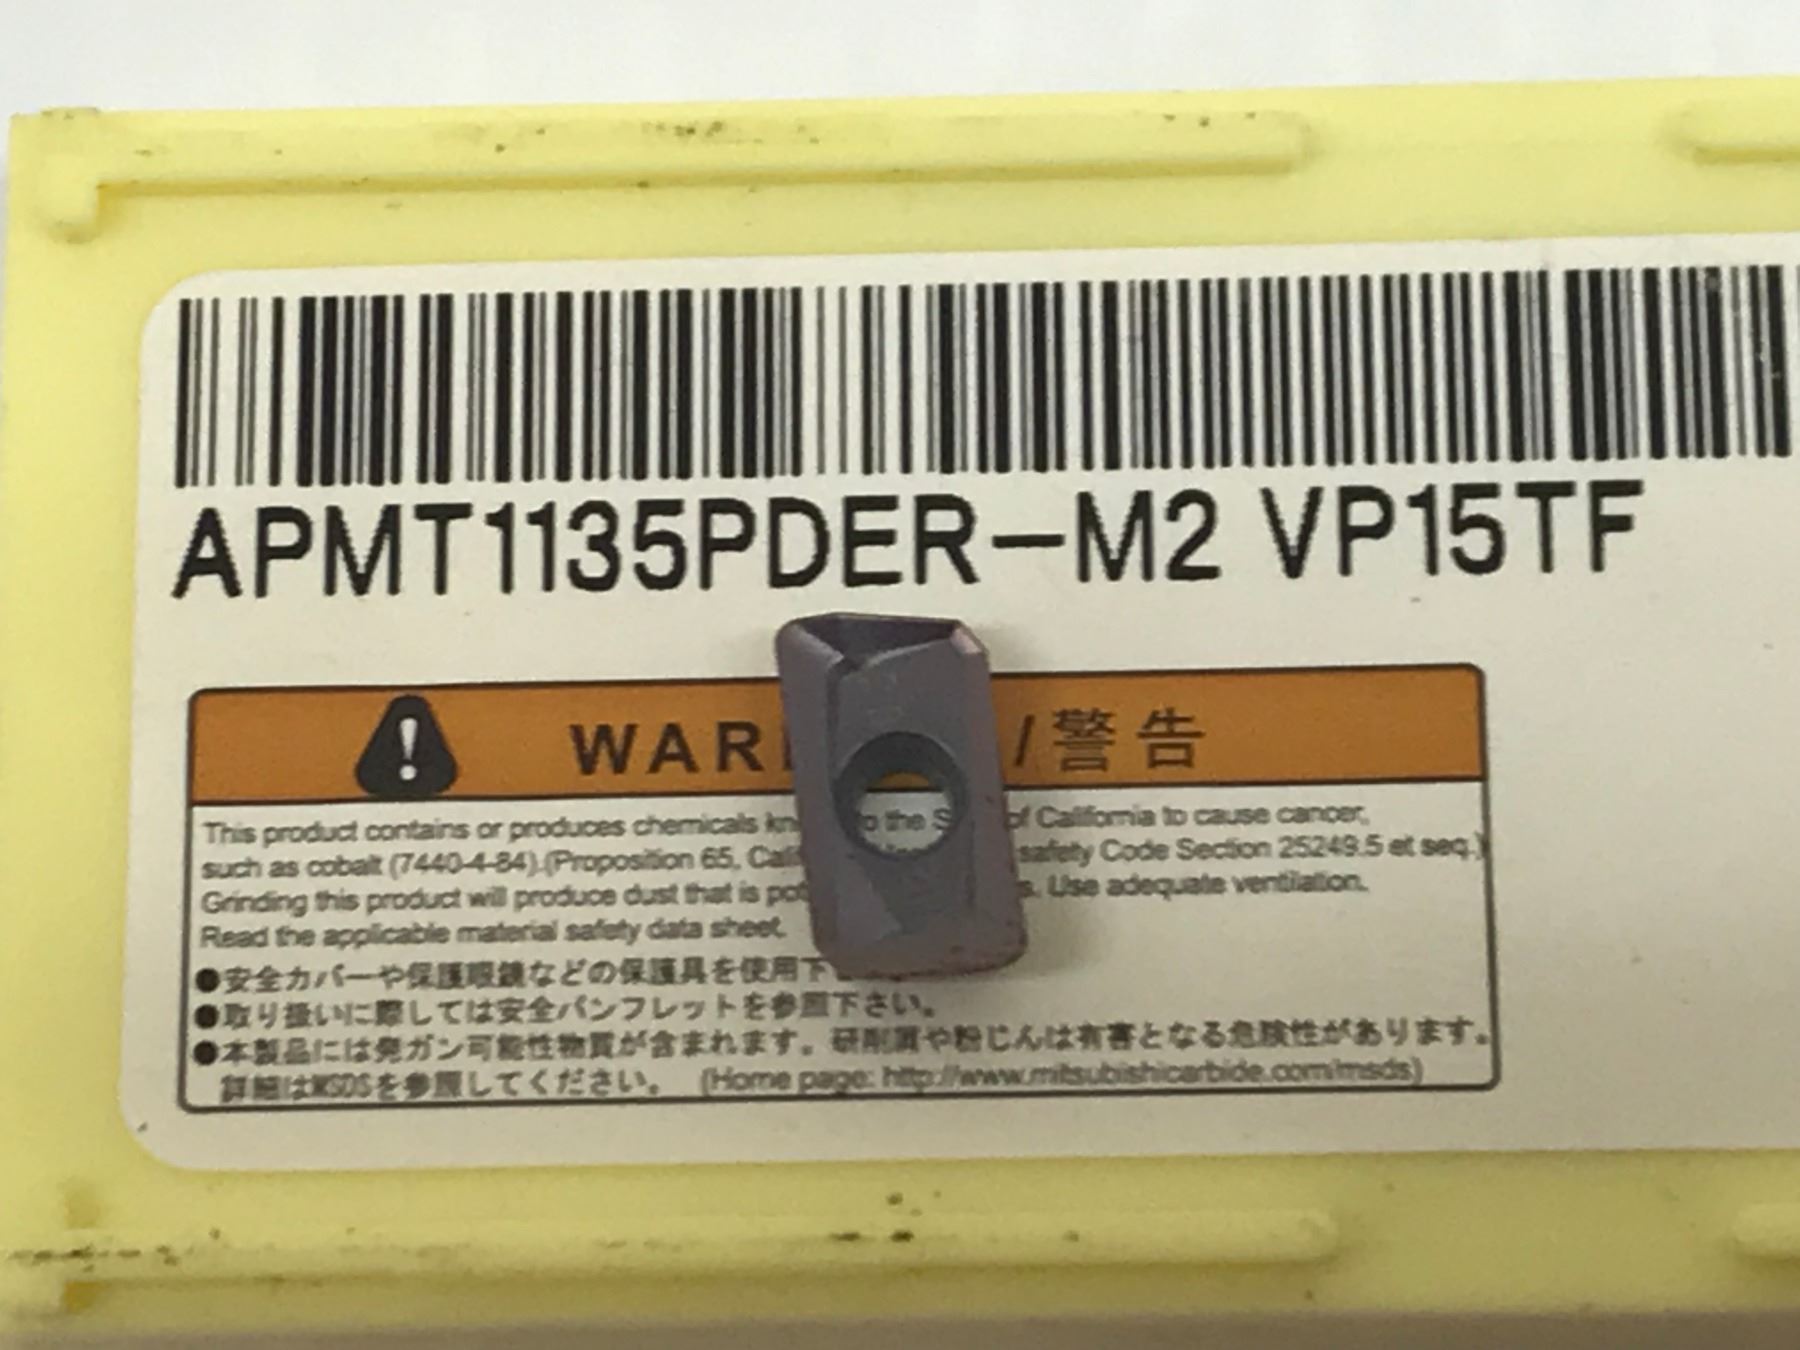 APMT1135PDER-M2 VP15TF
WAR /警告
This product contains or produces chemicals kn to the S of California to cause cancer,
such as cobalt (7440-4-84).(Proposition 65, Cal safety Code Section 25249.5 et seq.)
Grinding this product will produce dust that is po s. Use adequate ventilation.
Read the applicable material safety data sheet.
●安全カバーや保護眼鏡などの保護具を使用下
●取り扱いに際しては安全パンフレットを参照下さい。
●本製品には発ガン可能性物質が含まれます。研削屑や粉じんは有害となる危険性があります。
詳細はMSDSを参照してください。 (Home page: http://www.mitsubishicarbide.com/msds)